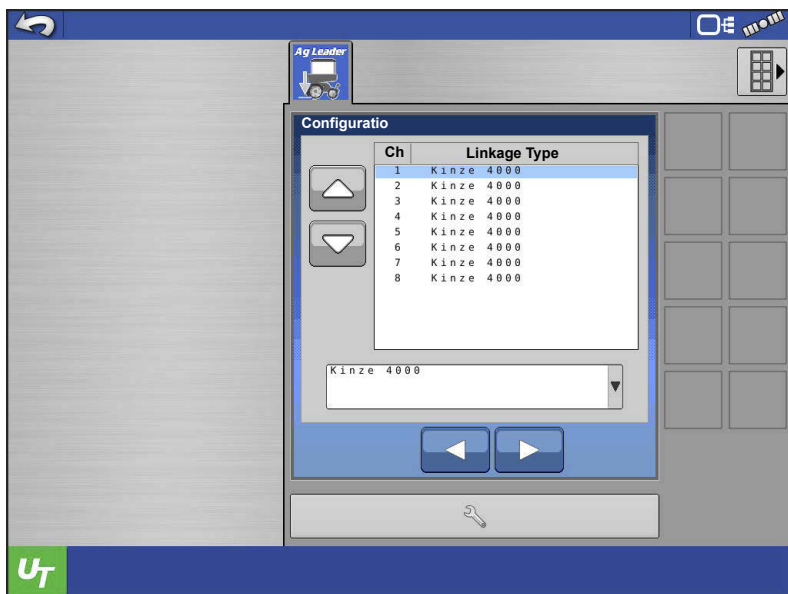 Ag Leader
Configuratio
Ch Linkage Type
1 Kinze 4000
2 Kinze 4000
3 Kinze 4000
4 Kinze 4000
5 Kinze 4000
6 Kinze 4000
7 Kinze 4000
8 Kinze 4000
Kinze 4000
UT